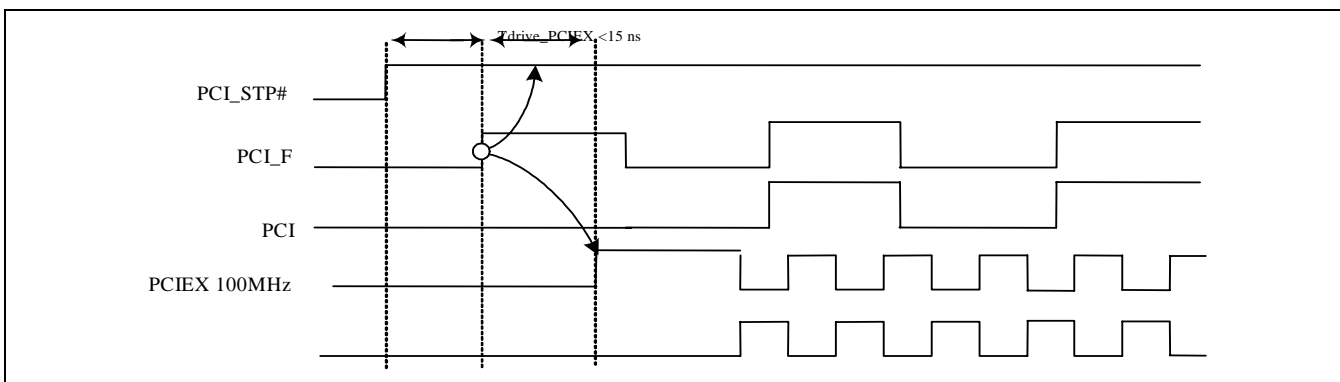 Tdrive_PCIEX <15 ns
PCI_STP#
PCI_F
PCI
PCIEX 100MHz